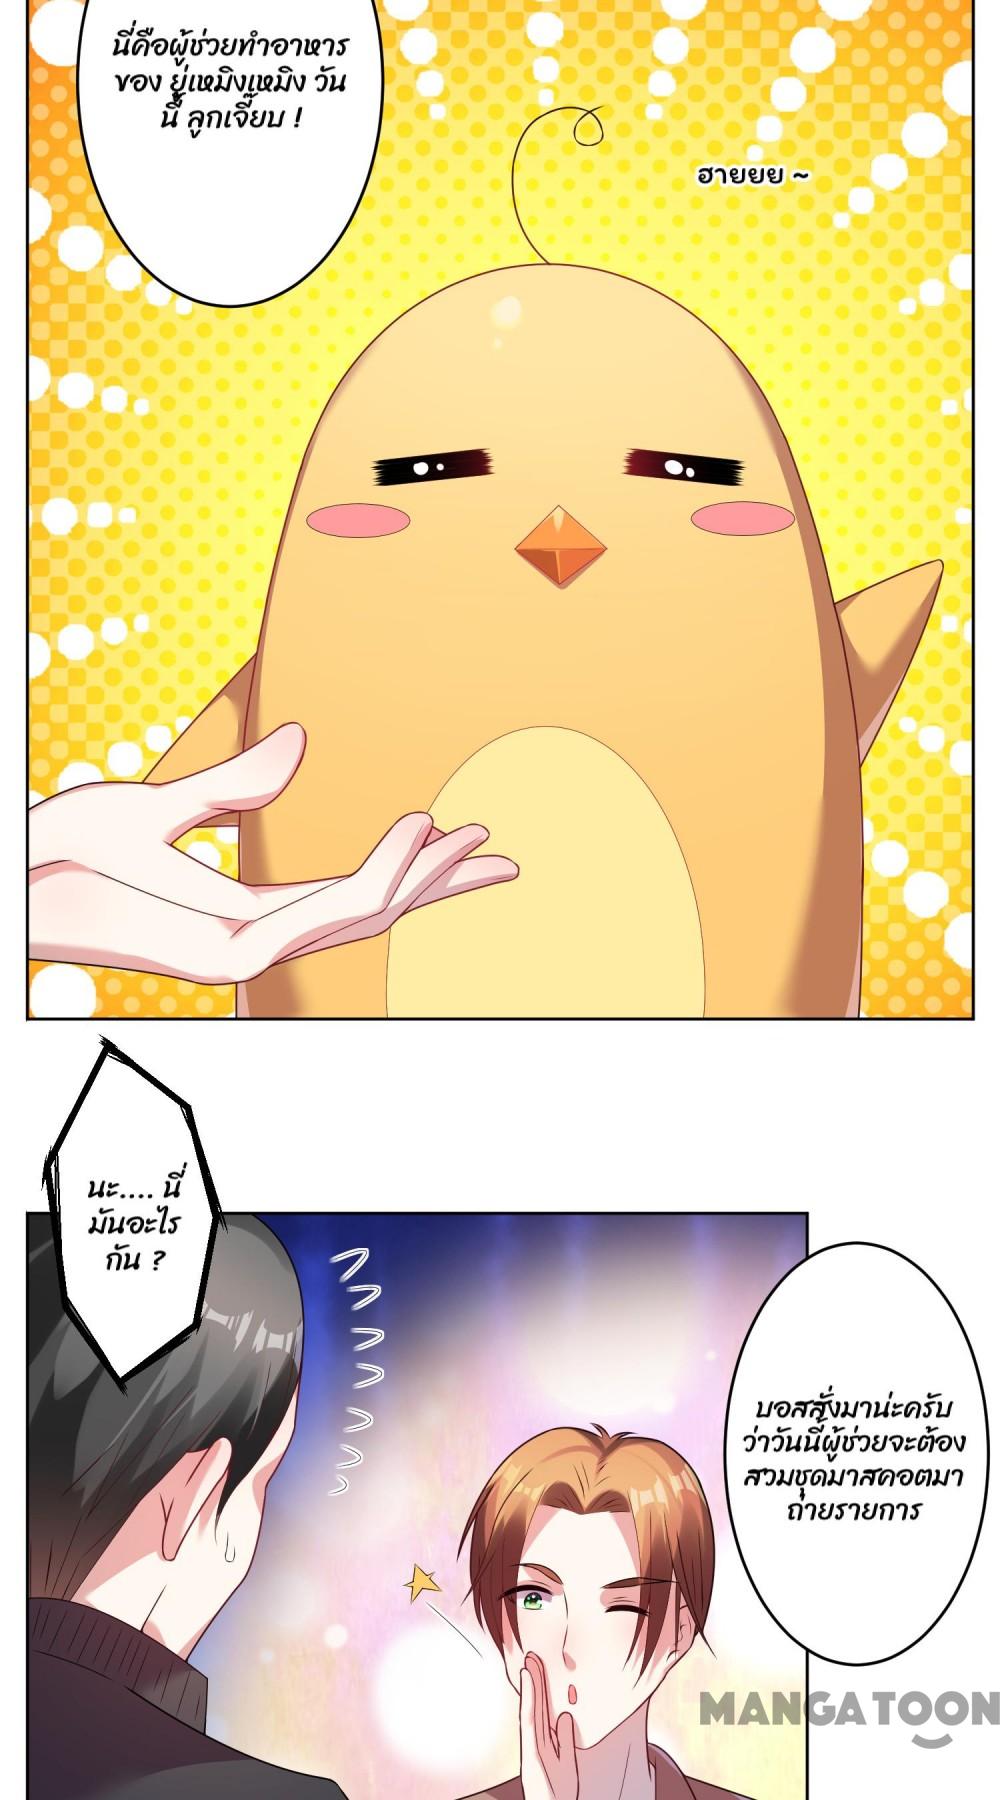 นี่คือผู้ช่วยทำอาหาร
ของ ยู่เหมิงเหมิง วัน
นี้ ลูกเจี๊ยบ !
ฮายยย ~
นะ.... นี่
มันอะไร
กัน ?
บอสสั่งมาน่ะครับ
ว่าวันนี้ผู้ช่วยจะต้อง
สวมชุดมาสคอตมา
ถ่ายรายการ
MANGATOON